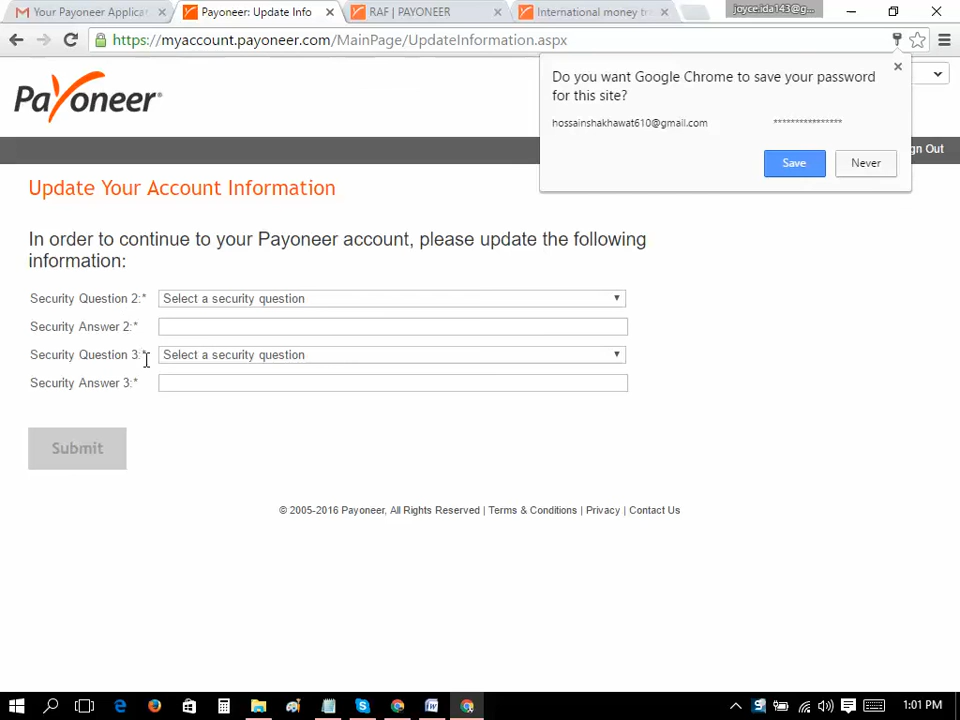 Your Payoneer Applica
Payoneer: Update Info
RAF | PAYONEER
International money tr
joyce.ida143@g...
https://myaccount.payoneer.com/MainPage/UpdateInformation.aspx
Payoneer
Do you want Google Chrome to save your password
for this site?
hossainshakhawat610@gmail.com ****************
Save Never
gn Out
Update Your Account Information
In order to continue to your Payoneer account, please update the following
information:
Security Question 2:* Select a security question
Security Answer 2:*
Security Question 3:* Select a security question
Security Answer 3:*
Submit
© 2005-2016 Payoneer, All Rights Reserved | Terms & Conditions | Privacy | Contact Us
1:01 PM